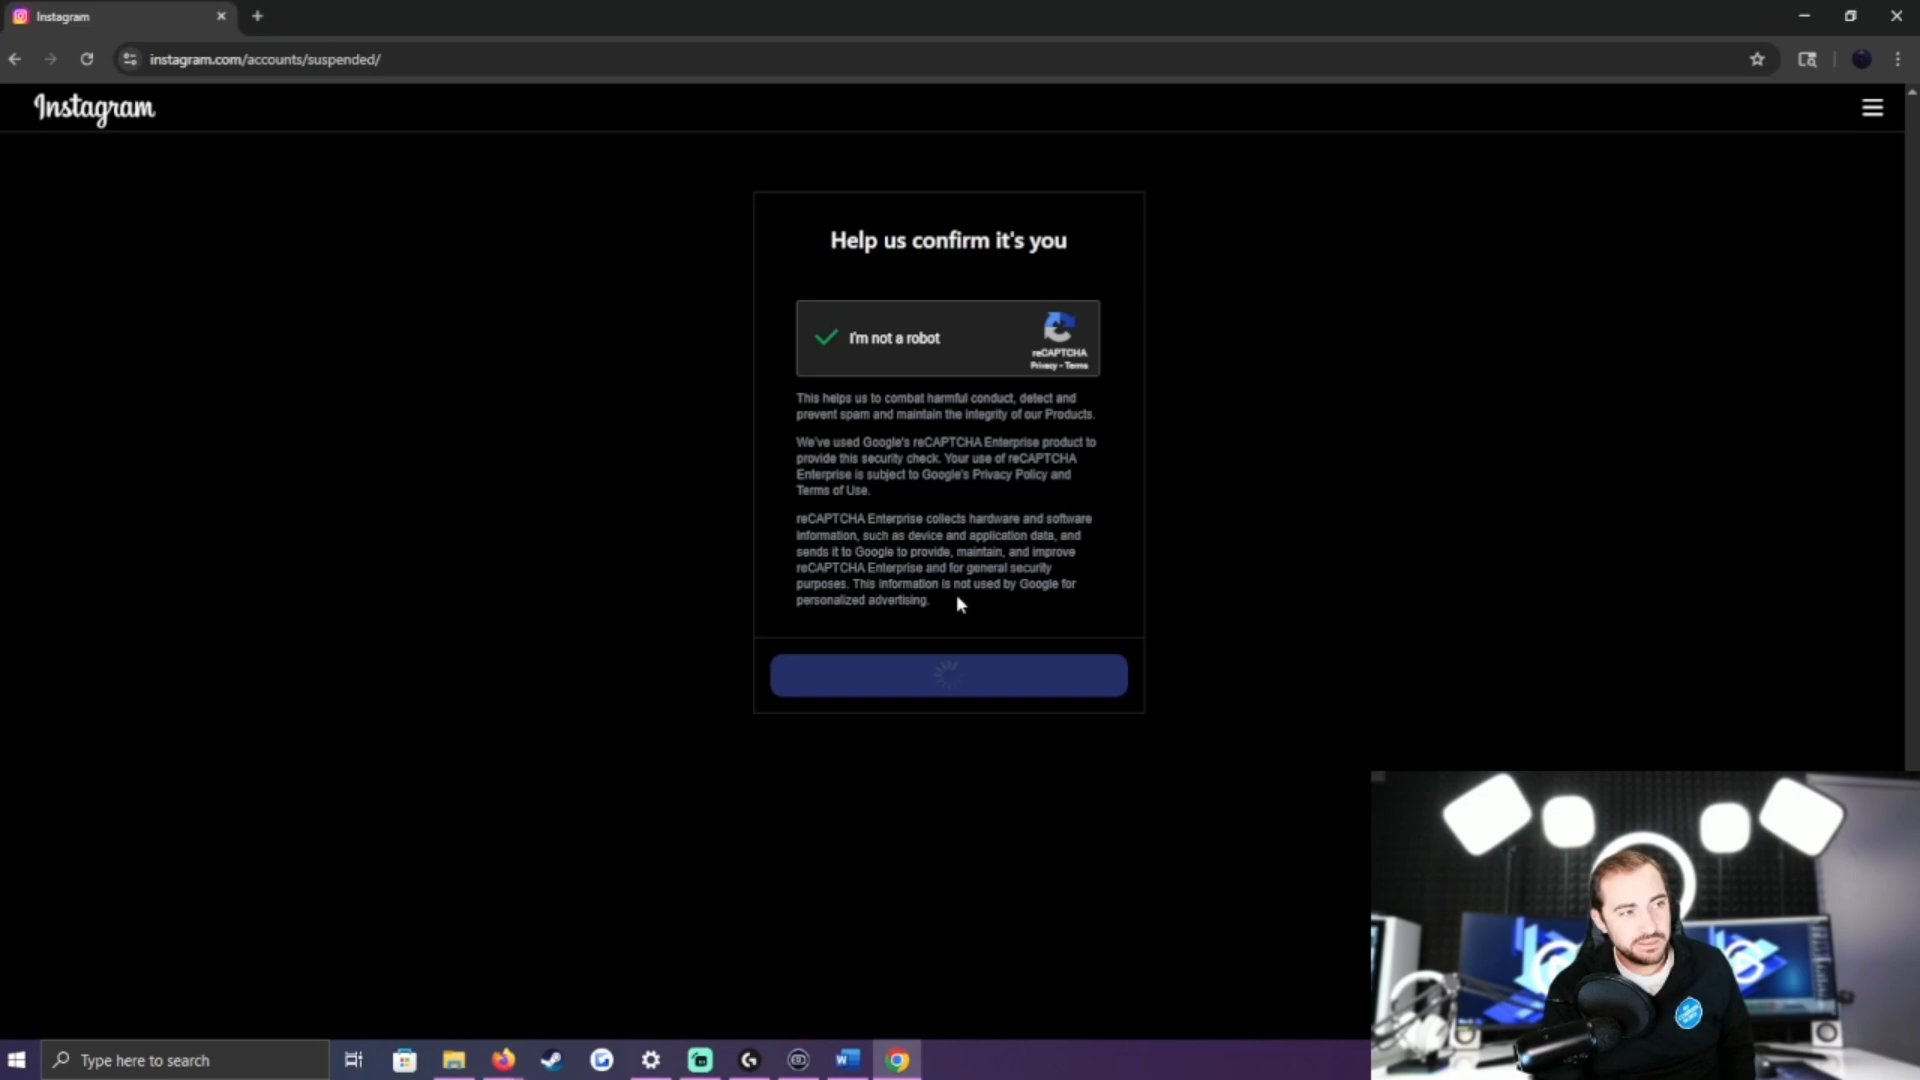 Instagram
instagram.com/accounts/suspended/
Instagram
Help us confirm it's you
I'm not a robot
reCAPTCHA
Privacy - Terms
This helps us to combat harmful conduct, detect and
prevent spam and maintain the integrity of our Products.
We've used Google's reCAPTCHA Enterprise product to
provide this security check. Your use of reCAPTCHA
Enterprise is subject to Google's Privacy Policy and
Terms of Use.
reCAPTCHA Enterprise collects hardware and software
information, such as device and application data, and
sends it to Google to provide, maintain, and improve
reCAPTCHA Enterprise and for general security
purposes. This information is not used by Google for
personalized advertising.
Type here to search